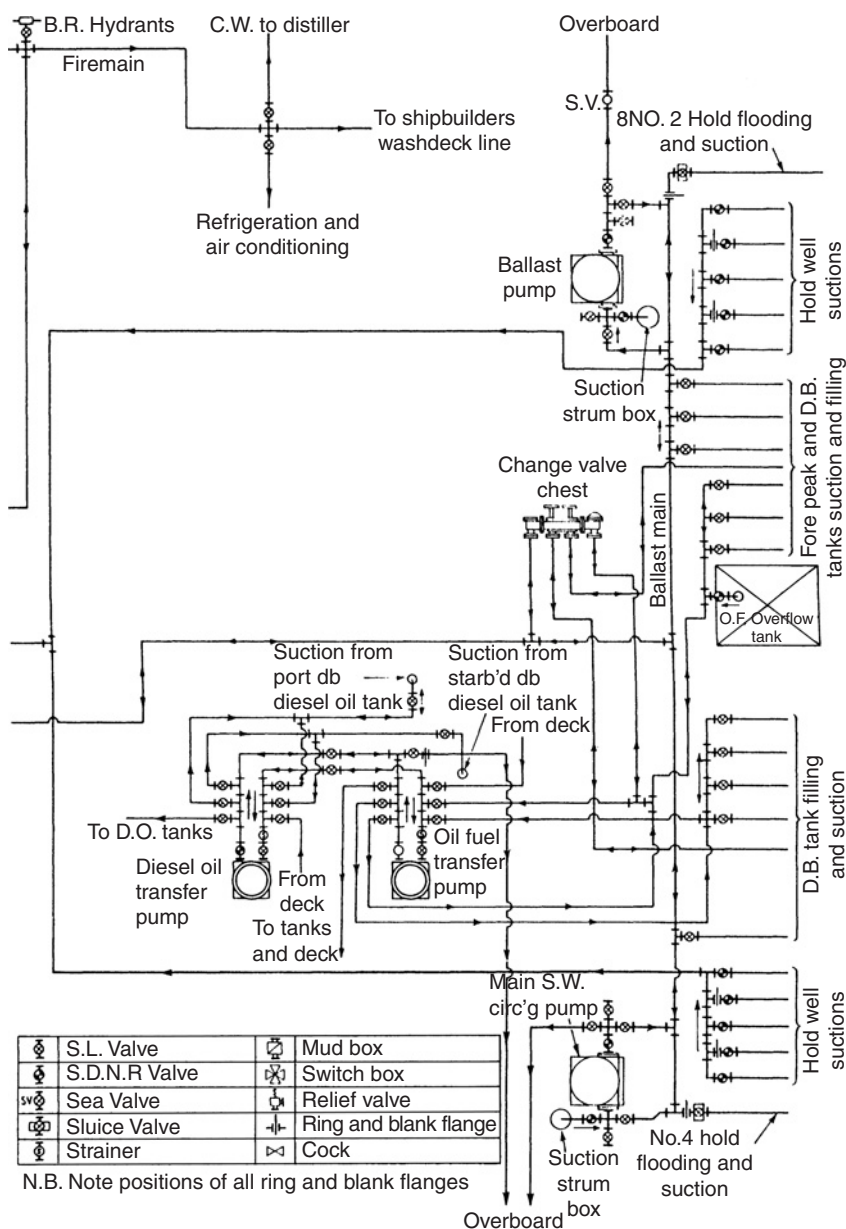 B.R. Hydrants
Firemain
C.W. to distiller
Overboard
S.V.
To shipbuilders
washdeck line
8NO. 2 Hold flooding
and suction
Refrigeration and
air conditioning
Ballast
pump
Hold well
suctions
Suction
strum box
Fore peak and D.B.
tanks suction and filling
Change valve
chest
Ballast main
O.F. Overflow
tank
Suction from
port db
diesel oil tank
Suction from
starb'd db
diesel oil tank
From deck
To D.O. tanks
Diesel oil
transfer
pump
From
deck
To tanks
and deck
Oil fuel
transfer
pump
D.B. tank filling
and suction
Main S.W.
circ'g pump
Hold well
suctions
S.L. Valve
Mud box
S.D.N.R Valve
Switch box
SV
Sea Valve
Relief valve
Sluice Valve
Ring and blank flange
Strainer
Cock
N.B. Note positions of all ring and blank flanges
Suction
strum
box
No.4 hold
flooding and
suction
Overboard